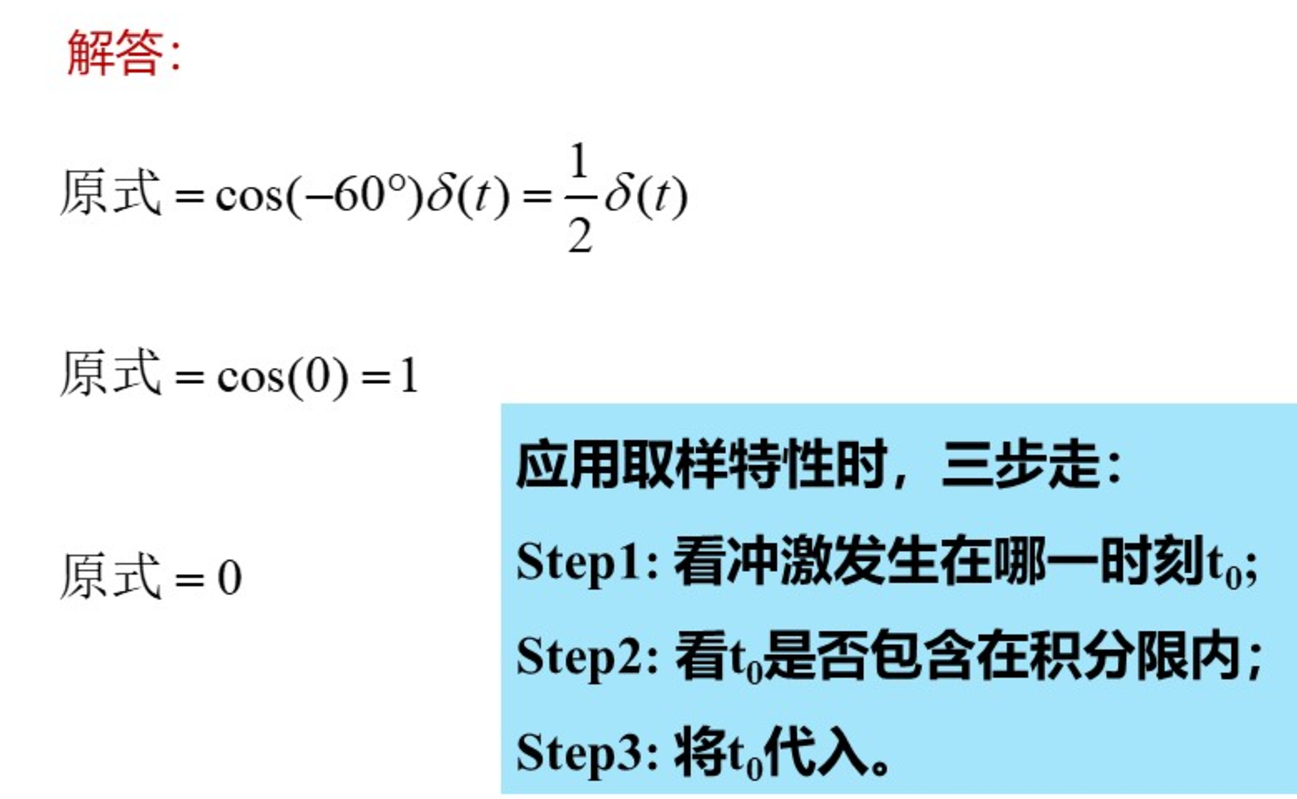 解答：
原式 = cos(−60°)δ(t) = 1/2 δ(t)
原式 = cos(0) = 1
原式 = 0
应用取样特性时，三步走：
Step1: 看冲激发生在哪一时刻t₀;
Step2: 看t₀是否包含在积分限内；
Step3: 将t₀代入。